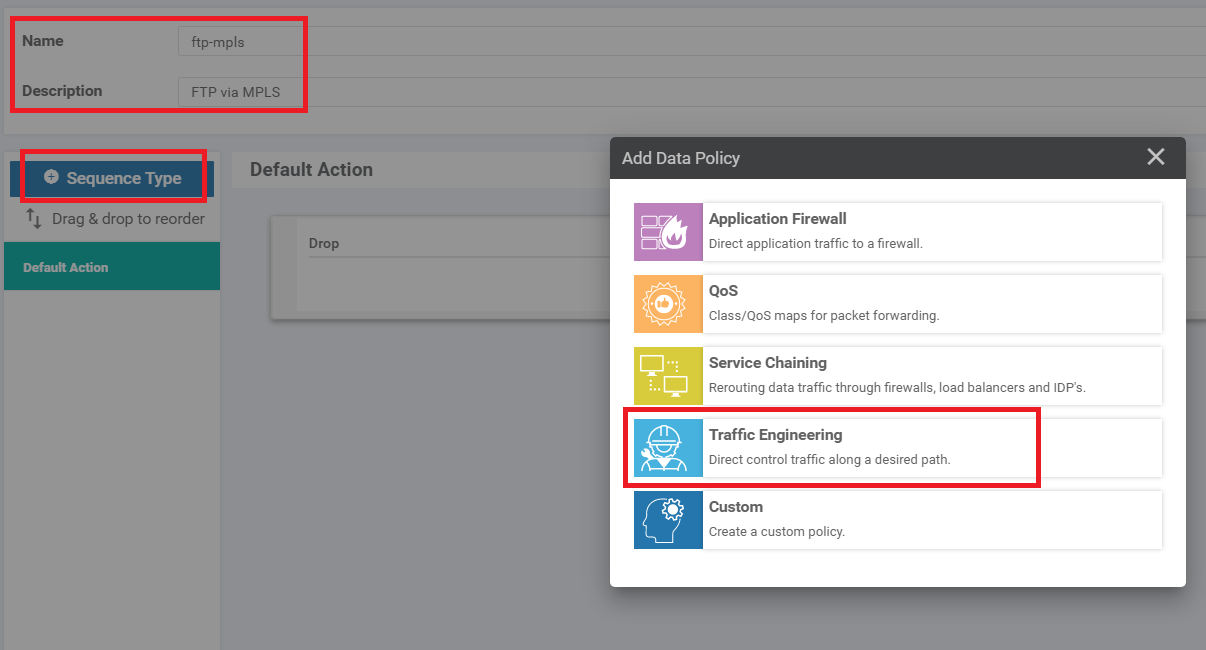 Name
ftp-mpls
Description
FTP via MPLS
Sequence Type
Drag & drop to reorder
Default Action
Default Action
Drop
Add Data Policy
Application Firewall
Direct application traffic to a firewall.
QoS
Class/QoS maps for packet forwarding.
Service Chaining
Rerouting data traffic through firewalls, load balancers and IDP's.
Traffic Engineering
Direct control traffic along a desired path.
Custom
Create a custom policy.